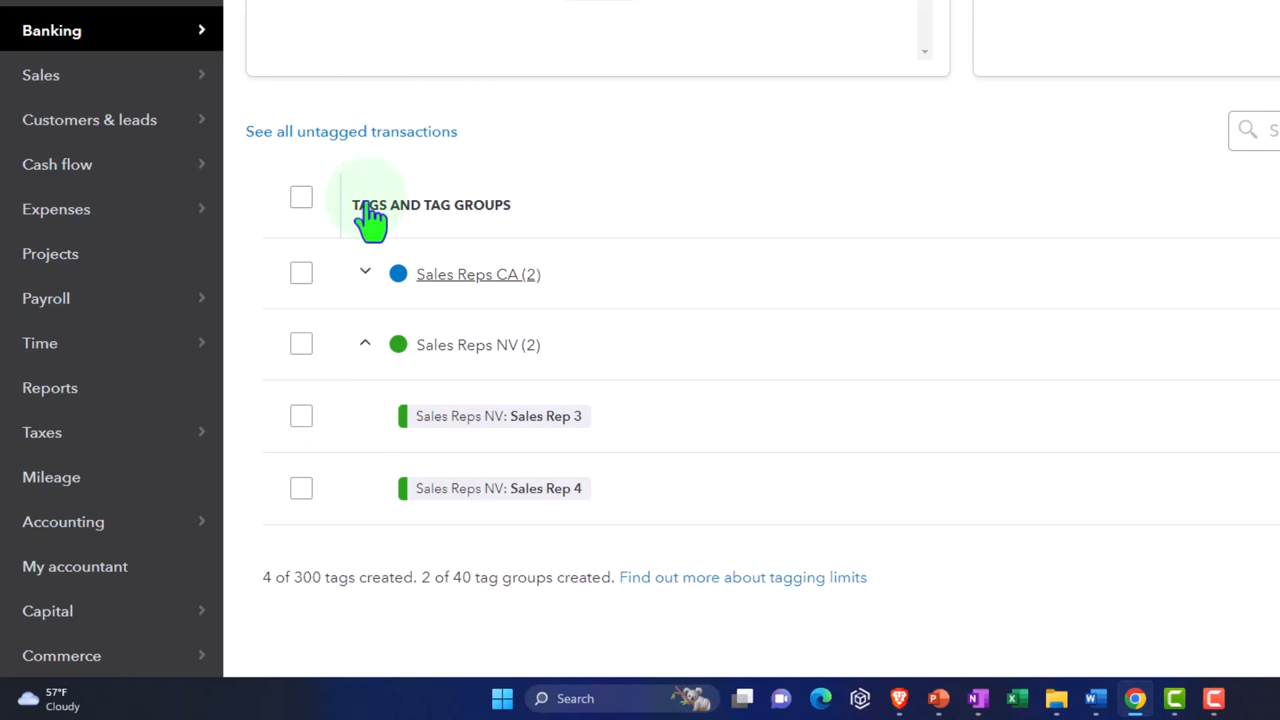 Banking
Sales
Customers & leads
Cash flow
Expenses
Projects
Payroll
Time
Reports
Taxes
Mileage
Accounting
My accountant
Capital
Commerce
See all untagged transactions
S
TAGS AND TAG GROUPS
Sales Reps CA (2)
Sales Reps NV (2)
Sales Reps NV: Sales Rep 3
Sales Reps NV: Sales Rep 4
4 of 300 tags created. 2 of 40 tag groups created. Find out more about tagging limits
57°F
Cloudy
Search